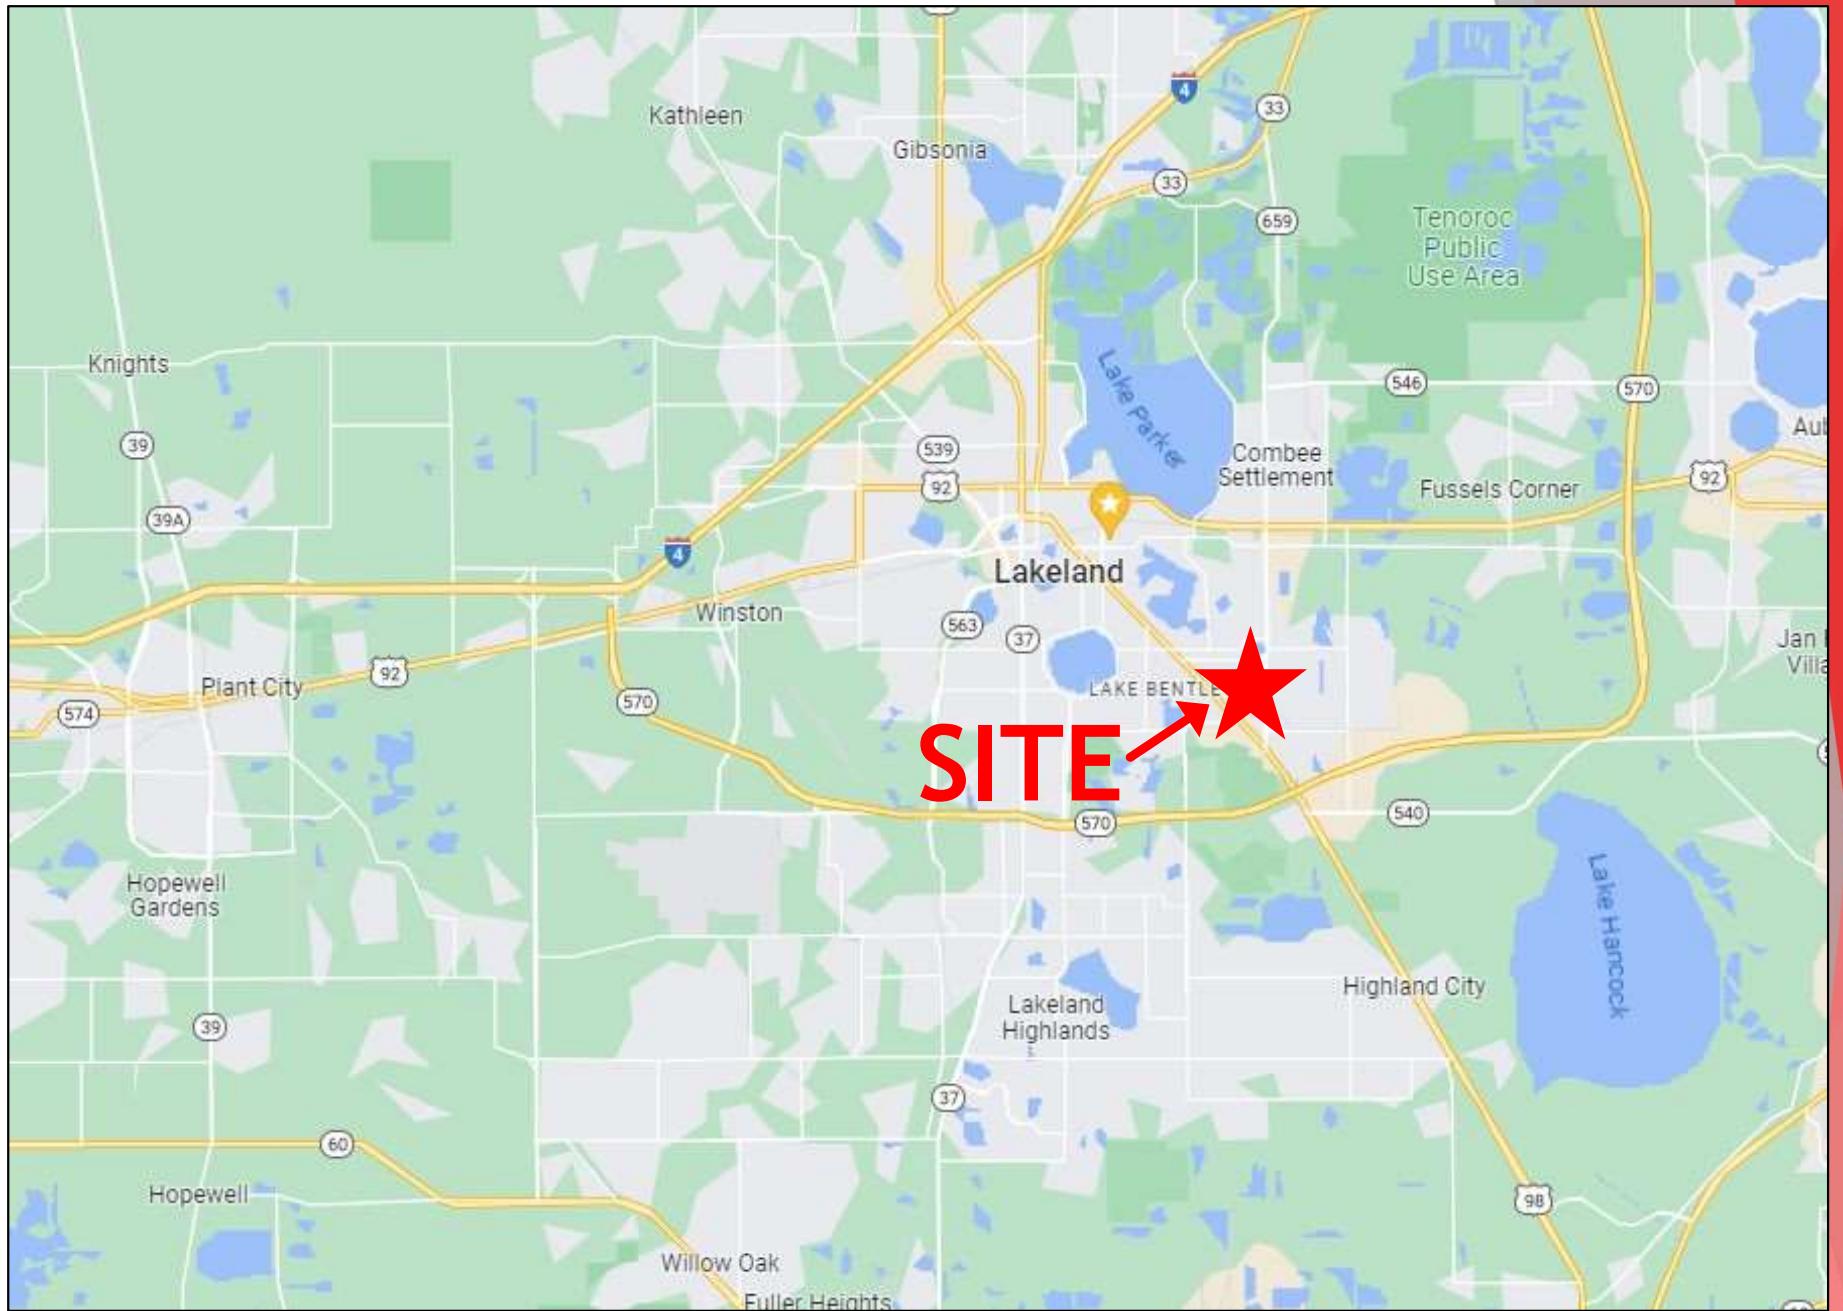 4
33
Kathleen
Gibsonia
33
659
Tenoroc
Public
Use Area
Knights
Lake Parker
546
570
39
539
Combee
Settlement
92
Fussels Corner
92
39A
4
Lakeland
Winston
563
37
Jan
Plant City
92
LAKE BENTLE
570
574
SITE
570
540
Hopewell
Gardens
Lake Hancock
Highland City
Lakeland
Highlands
39
37
60
Hopewell
98
Willow Oak
Fuller Heights